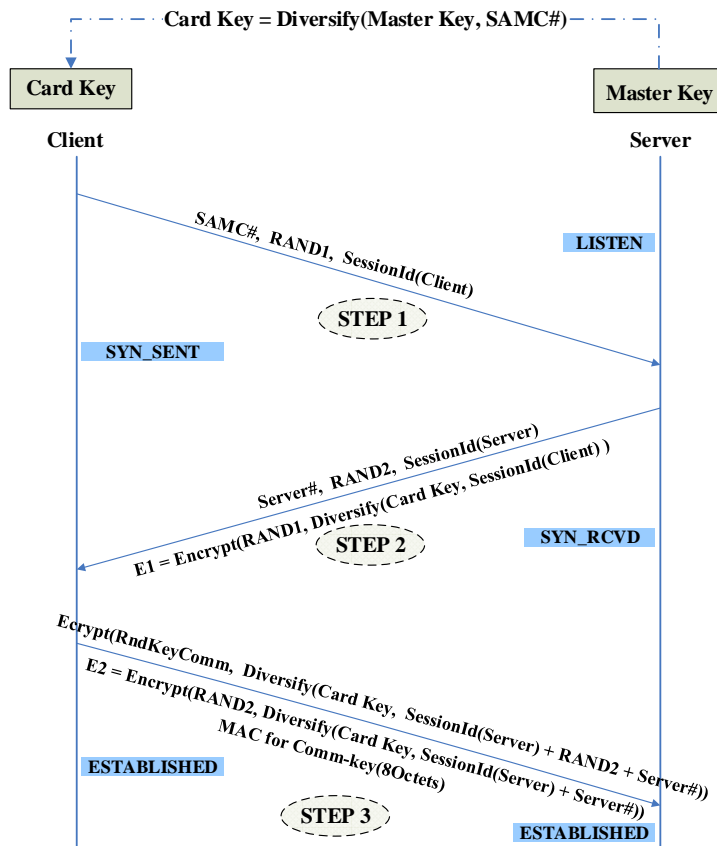 Card Key = Diversify(Master Key, SAMC#)
Card Key
Master Key
Client
Server
SAMC#, RAND1, SessionId(Client)
LISTEN
STEP 1
SYN_SENT
Server#, RAND2, SessionId(Server)
E1 = Encrypt(RAND1, Diversify(Card Key, SessionId(Client) )
STEP 2
SYN_RCVD
Ecrypt(RndKeyComm, Diversify(Card Key, SessionId(Server) + RAND2 + Server#))
E2 = Encrypt(RAND2, Diversify(Card Key, SessionId(Server) + Server#))
MAC for Comm-key(8Octets)
ESTABLISHED
STEP 3
ESTABLISHED